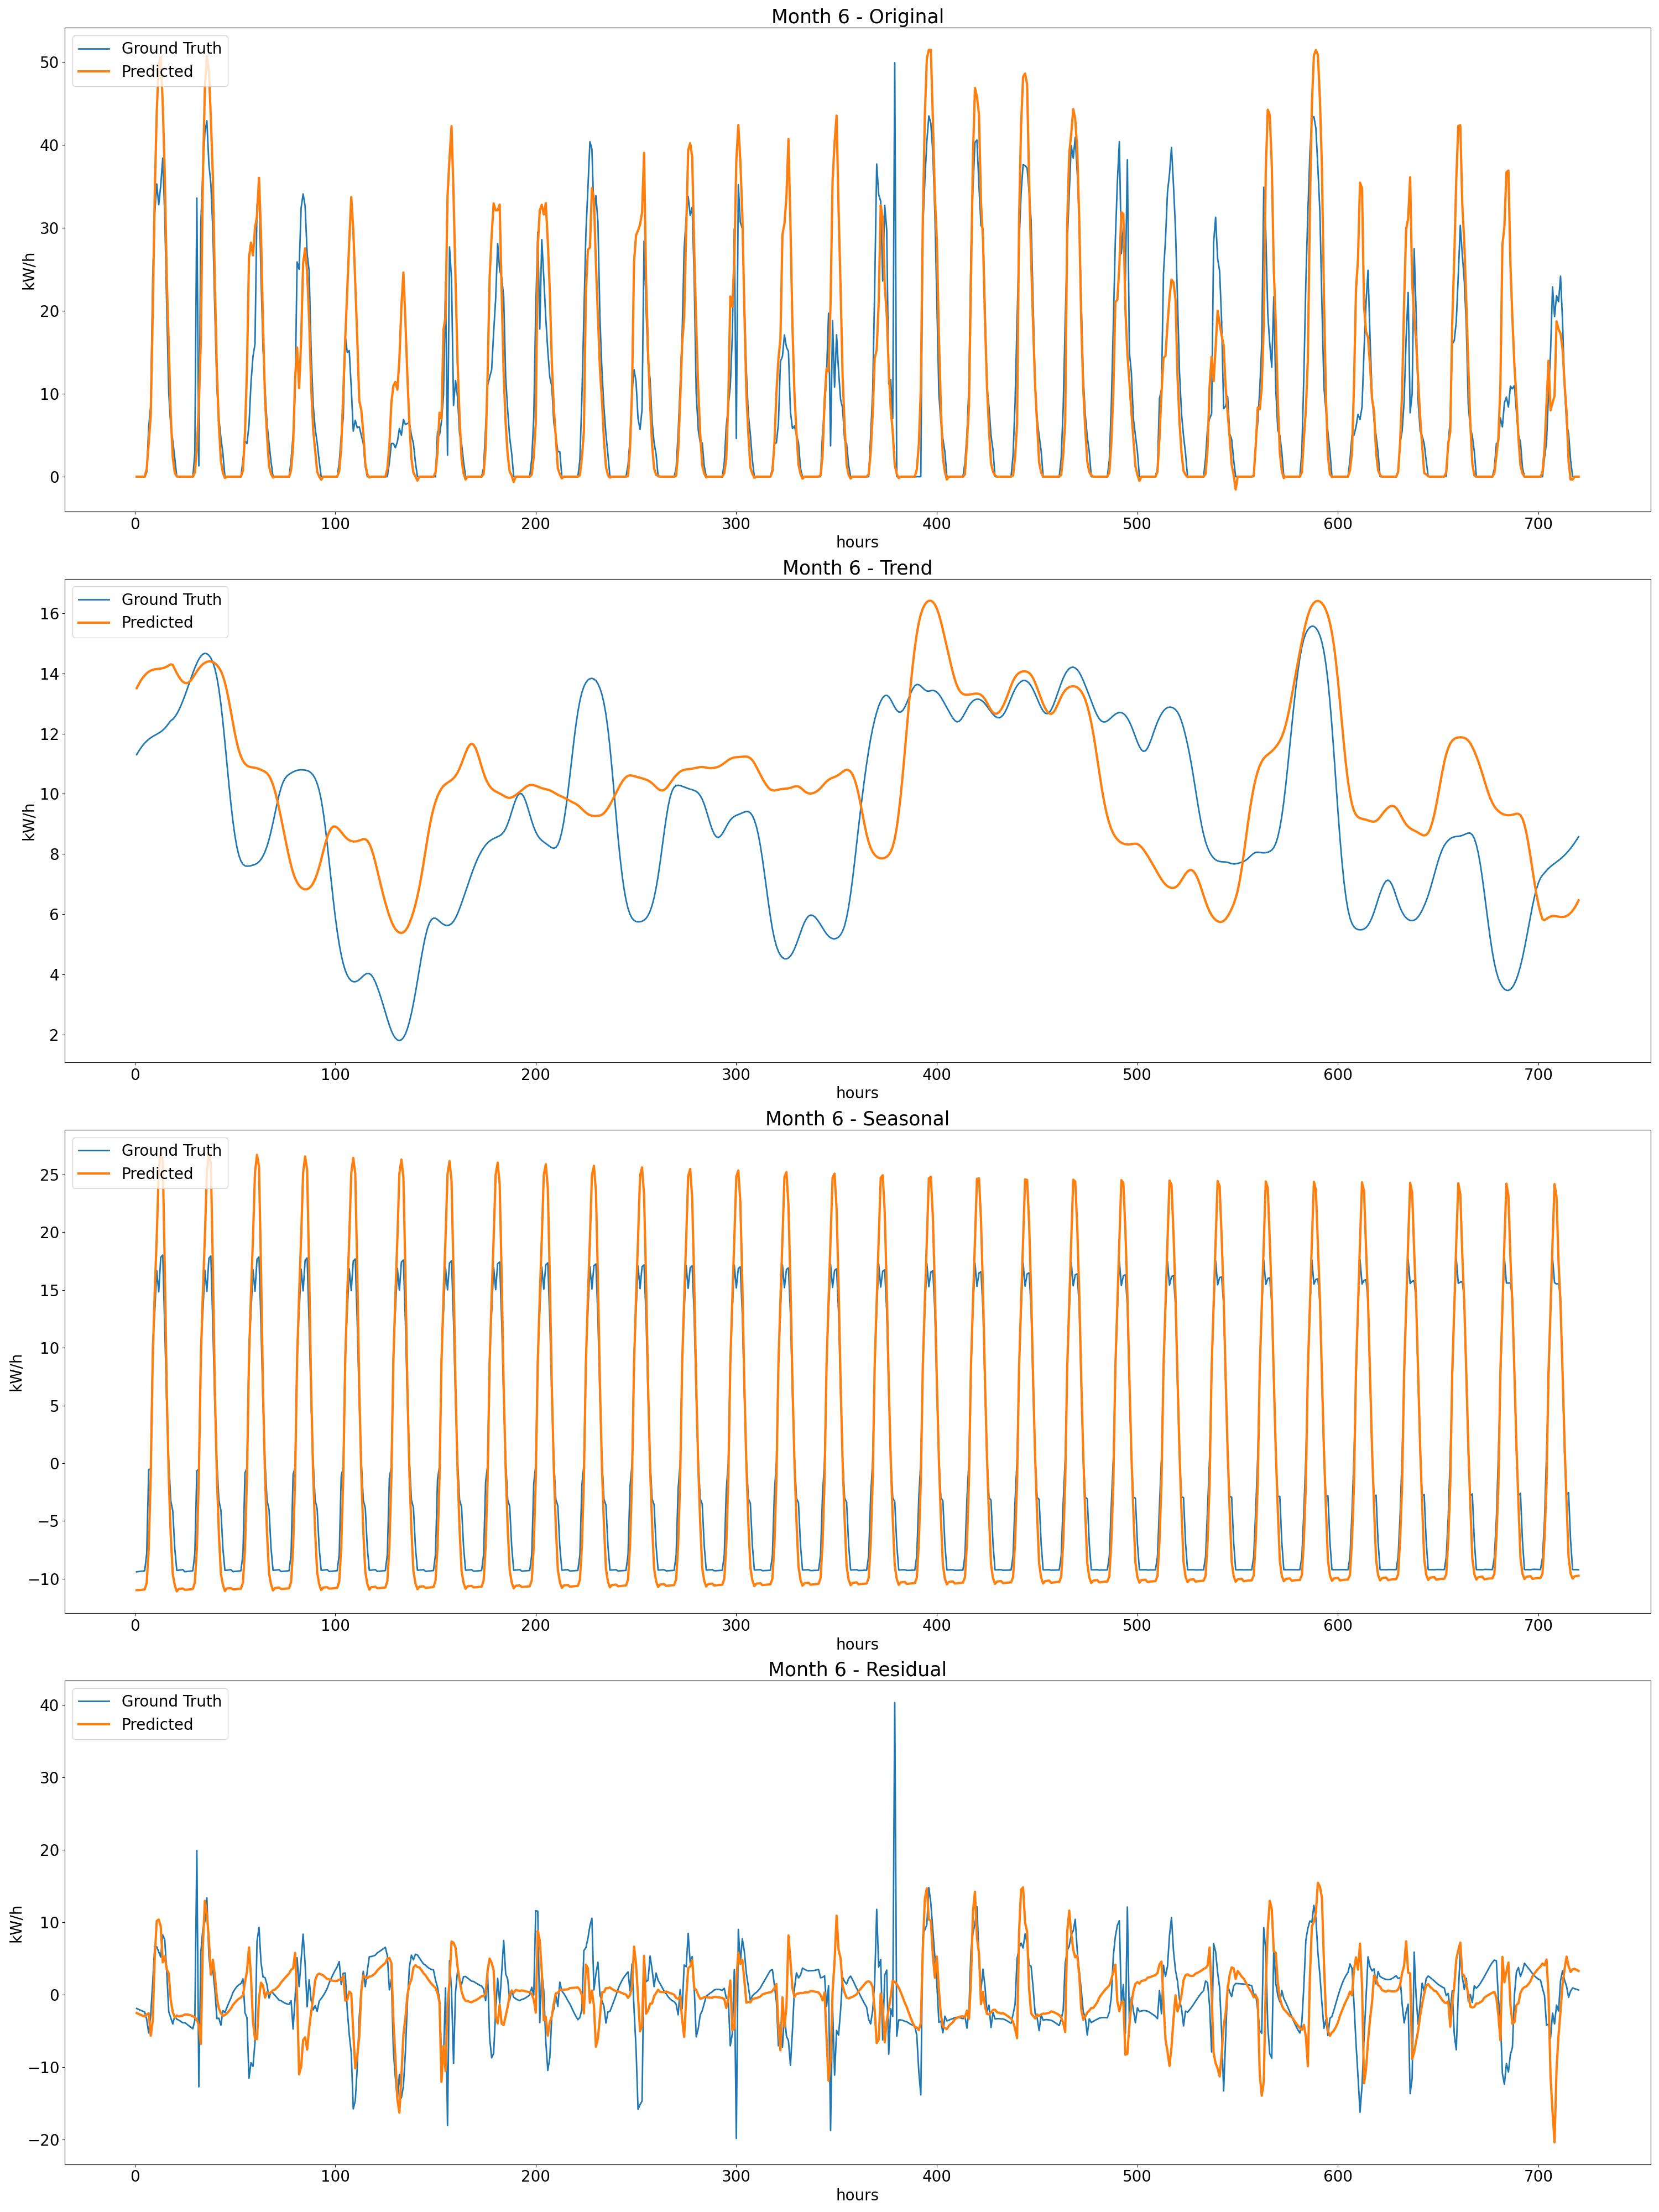 Month 6 - Original
Ground Truth
Predicted
50
40
30
20
10
0
kW/h
0 100 200 300 400 500 600 700
hours
Month 6 - Trend
Ground Truth
Predicted
16
14
12
10
8
6
4
2
kW/h
0 100 200 300 400 500 600 700
hours
Month 6 - Seasonal
Ground Truth
Predicted
25
20
15
10
5
0
−5
−10
kW/h
0 100 200 300 400 500 600 700
hours
Month 6 - Residual
Ground Truth
Predicted
40
30
20
10
0
−10
−20
kW/h
0 100 200 300 400 500 600 700
hours